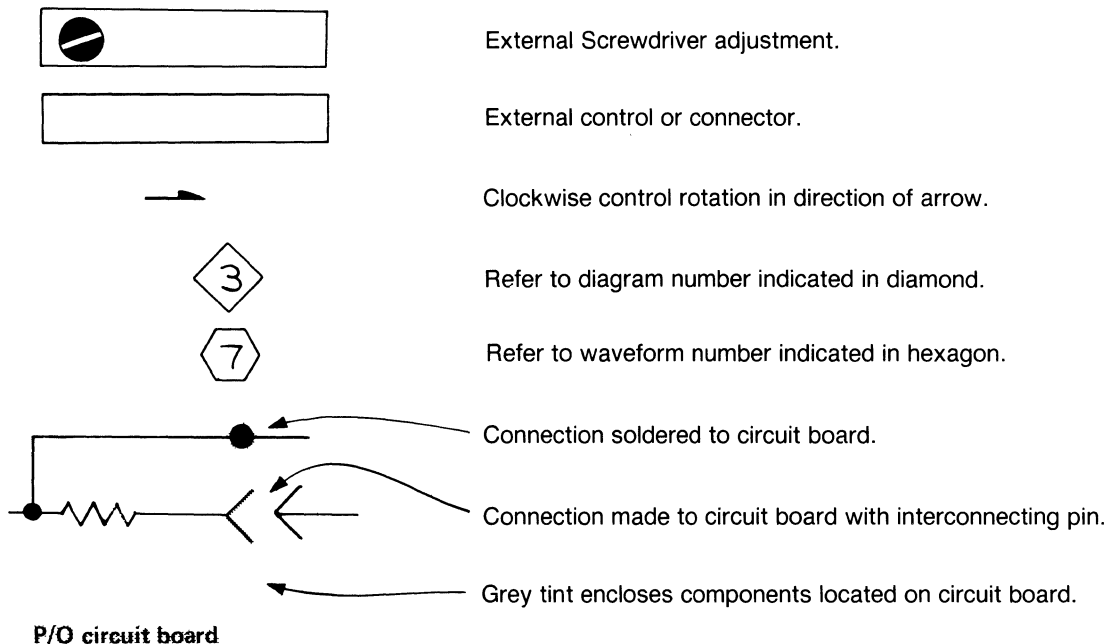 External Screwdriver adjustment.
External control or connector.
Clockwise control rotation in direction of arrow.
3
Refer to diagram number indicated in diamond.
7
Refer to waveform number indicated in hexagon.
Connection soldered to circuit board.
Connection made to circuit board with interconnecting pin.
Grey tint encloses components located on circuit board.
P/O circuit board